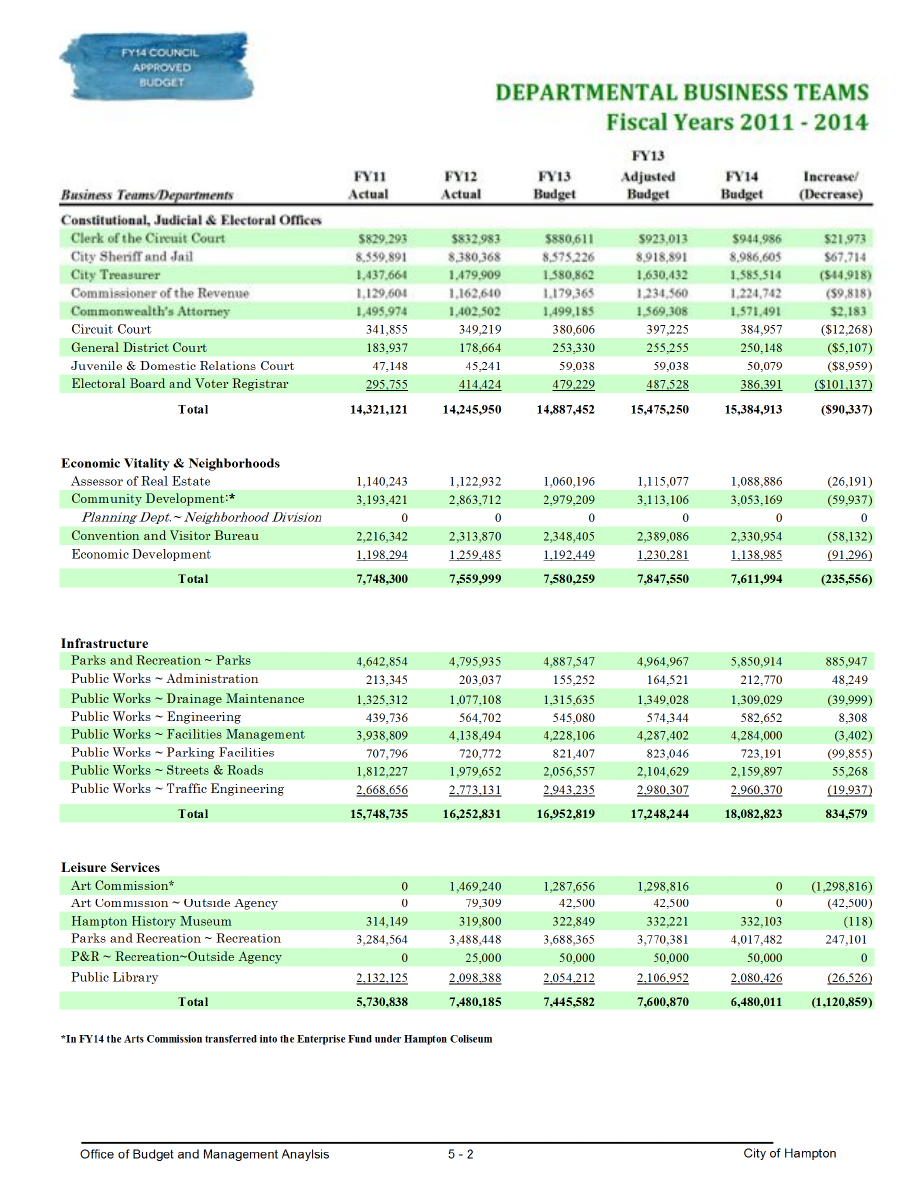 FY14 COUNCIL
APPROVED
BUDGET
DEPARTMENTAL BUSINESS TEAMS
Fiscal Years 2011 - 2014
FY13
FY11 FY12 FY13 Adjusted FY14 Increase/
Business Teams/Departments Actual Actual Budget Budget Budget (Decrease)
Constitutional, Judicial & Electoral Offices
Clerk of the Circuit Court $829,293 $832,983 $880,611 $923,013 $944,986 $21,973
City Sheriff and Jail 8,559,891 8,380,368 8,575,226 8,918,891 8,986,605 $67,714
City Treasurer 1,437,664 1,479,909 1,580,862 1,630,432 1,585,514 ($44,918)
Commissioner of the Revenue 1,129,604 1,162,640 1,179,365 1,234,560 1,224,742 ($9,818)
Commonwealth's Attorney 1,495,974 1,402,502 1,499,185 1,569,308 1,571,491 $2,183
Circuit Court 341,855 349,219 380,606 397,225 384,957 ($12,268)
General District Court 183,937 178,664 253,330 255,255 250,148 ($5,107)
Juvenile & Domestic Relations Court 47,148 45,241 59,038 59,038 50,079 ($8,959)
Electoral Board and Voter Registrar 295,755 414,424 479,229 487,528 386,391 ($101,137)
Total 14,321,121 14,245,950 14,887,452 15,475,250 15,384,913 ($90,337)
Economic Vitality & Neighborhoods
Assessor of Real Estate 1,140,243 1,122,932 1,060,196 1,115,077 1,088,886 (26,191)
Community Development:* 3,193,421 2,863,712 2,979,209 3,113,106 3,053,169 (59,937)
Planning Dept.~ Neighborhood Division 0 0 0 0 0 0
Convention and Visitor Bureau 2,216,342 2,313,870 2,348,405 2,389,086 2,330,954 (58,132)
Economic Development 1,198,294 1,259,485 1,192,449 1,230,281 1,138,985 (91,296)
Total 7,748,300 7,559,999 7,580,259 7,847,550 7,611,994 (235,556)
Infrastructure
Parks and Recreation ~ Parks 4,642,854 4,795,935 4,887,547 4,964,967 5,850,914 885,947
Public Works ~ Administration 213,345 203,037 155,252 164,521 212,770 48,249
Public Works ~ Drainage Maintenance 1,325,312 1,077,108 1,315,635 1,349,028 1,309,029 (39,999)
Public Works ~ Engineering 439,736 564,702 545,080 574,344 582,652 8,308
Public Works ~ Facilities Management 3,938,809 4,138,494 4,228,106 4,287,402 4,284,000 (3,402)
Public Works ~ Parking Facilities 707,796 720,772 821,407 823,046 723,191 (99,855)
Public Works ~ Streets & Roads 1,812,227 1,979,652 2,056,557 2,104,629 2,159,897 55,268
Public Works ~ Traffic Engineering 2,668,656 2,773,131 2,943,235 2,980,307 2,960,370 (19,937)
Total 15,748,735 16,252,831 16,952,819 17,248,244 18,082,823 834,579
Leisure Services
Art Commission* 0 1,469,240 1,287,656 1,298,816 0 (1,298,816)
Art Commission ~ Outside Agency 0 79,309 42,500 42,500 0 (42,500)
Hampton History Museum 314,149 319,800 322,849 332,221 332,103 (118)
Parks and Recreation ~ Recreation 3,284,564 3,488,448 3,688,365 3,770,381 4,017,482 247,101
P&R ~ Recreation~Outside Agency 0 25,000 50,000 50,000 50,000 0
Public Library 2,132,125 2,098,388 2,054,212 2,106,952 2,080,426 (26,526)
Total 5,730,838 7,480,185 7,445,582 7,600,870 6,480,011 (1,120,859)
*In FY14 the Arts Commission transferred into the Enterprise Fund under Hampton Coliseum
Office of Budget and Management Anaylsis 5 - 2 City of Hampton